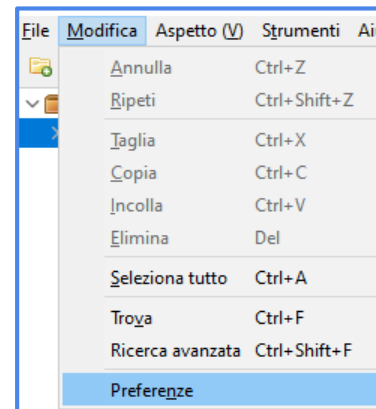 File Modifica Aspetto (V) Strumenti
Annulla Ctrl+Z
Ripeti Ctrl+Shift+Z
Taglia Ctrl+X
Copia Ctrl+C
Incolla Ctrl+V
Elimina Del
Seleziona tutto Ctrl+A
Trova Ctrl+F
Ricerca avanzata Ctrl+Shift+F
Preferenze